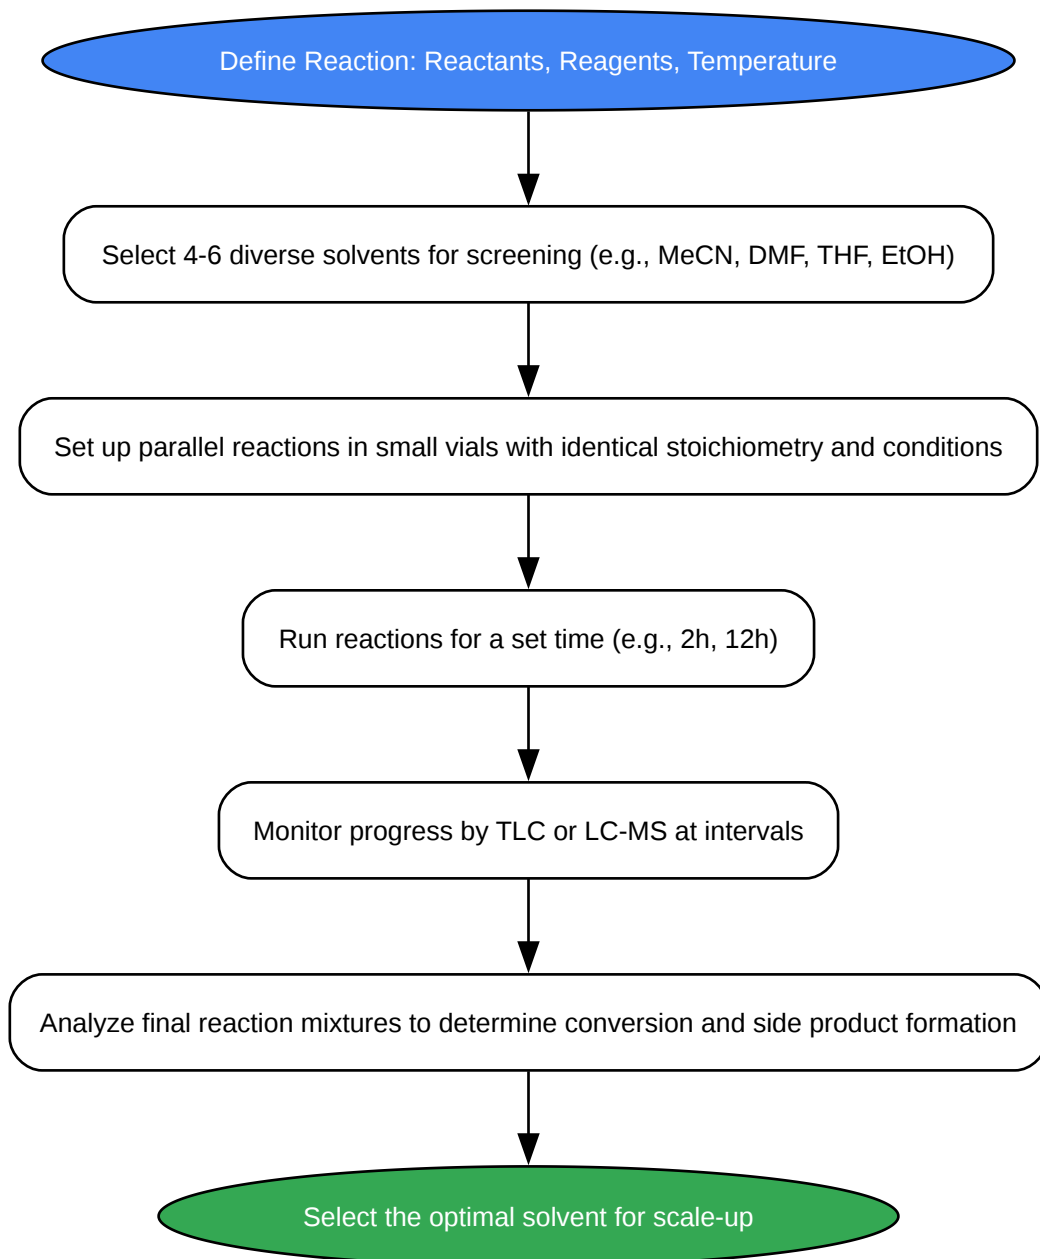 Define Reaction: Reactants, Reagents, Temperature
Select 4-6 diverse solvents for screening (e.g., MeCN, DMF, THF, EtOH)
Set up parallel reactions in small vials with identical stoichiometry and conditions
Run reactions for a set time (e.g., 2h, 12h)
Monitor progress by TLC or LC-MS at intervals
Analyze final reaction mixtures to determine conversion and side product formation
Select the optimal solvent for scale-up